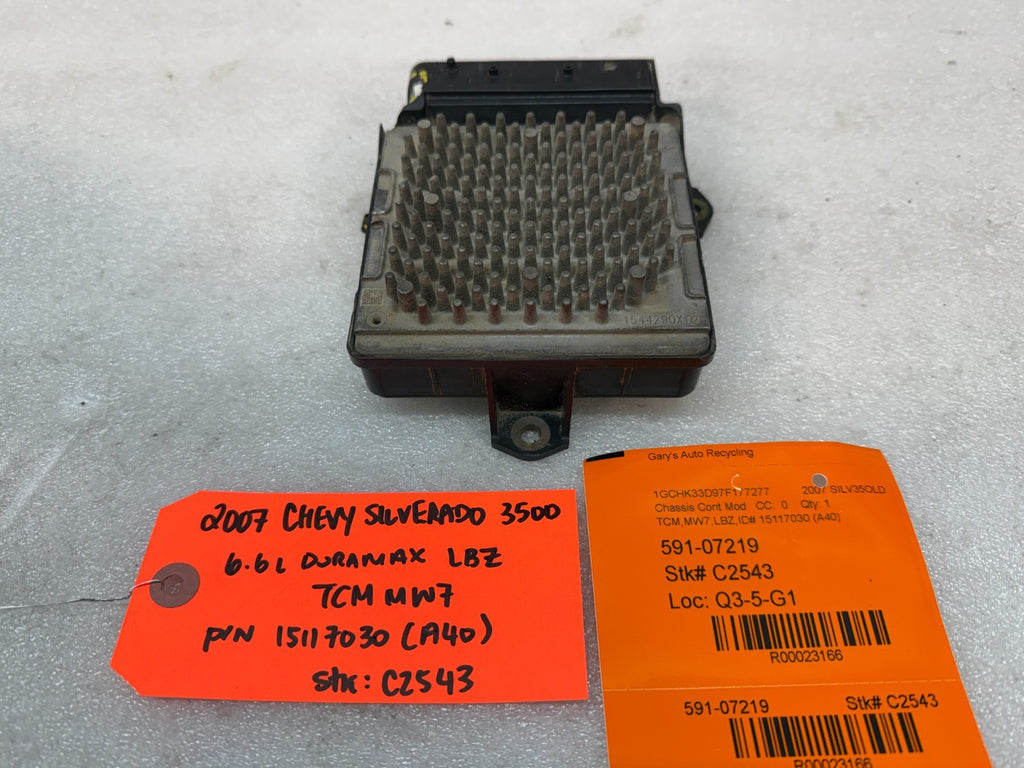 1544290X02
2007 CHEVY SILVERADO 3500
6.6L DURAMAX LBZ
TCM MW7
P/N 15117030 (A40)
Stk: C2543
Gary's Auto Recycling
1GCHK33D97F177277 2007 SILV35OLD
Chassis Cont Mod CC: 0 Qty: 1
TCM,MW7,LBZ,ID# 15117030 (A40)
591-07219
Stk# C2543
Loc: Q3-5-G1
R00023166
591-07219 Stk# C2543
R00023166